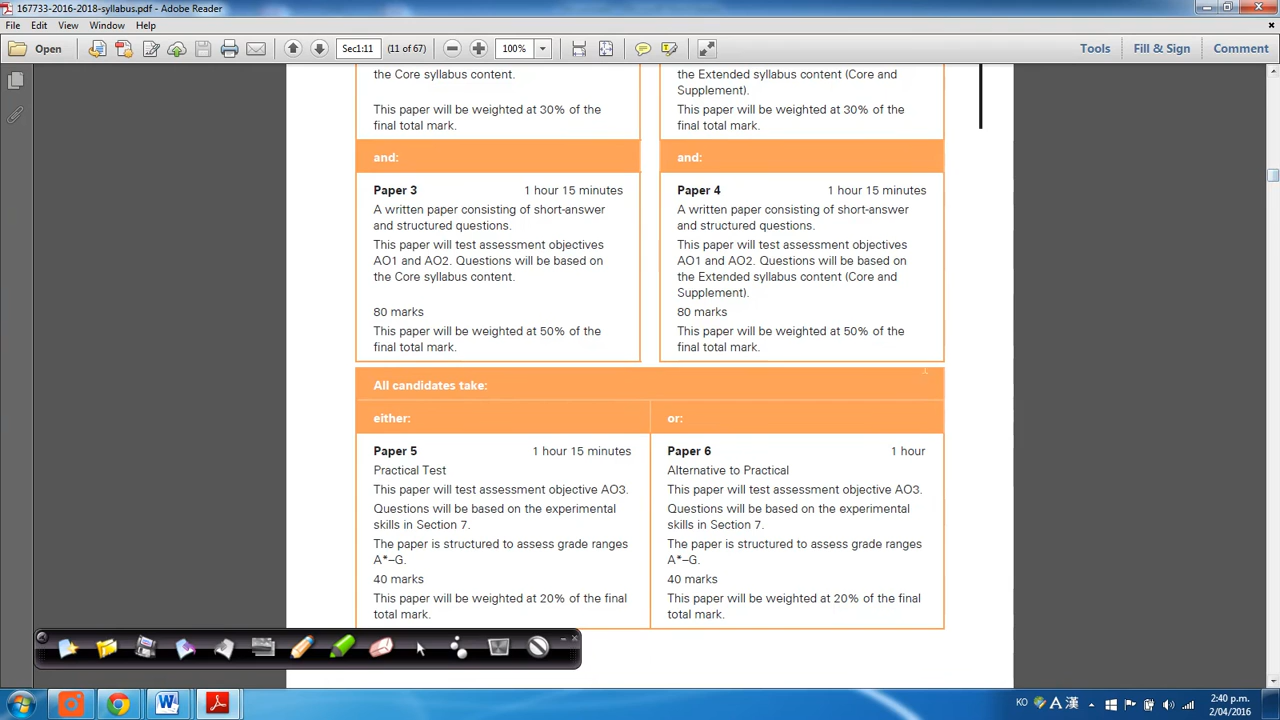 167733-2016-2018-syllabus.pdf - Adobe Reader
File Edit View Window Help
Open
Sec1:11 (11 of 67)
100%
Tools Fill & Sign Comment
the Core syllabus content.
This paper will be weighted at 30% of the
final total mark.
the Extended syllabus content (Core and
Supplement).
This paper will be weighted at 30% of the
final total mark.
and:
and:
Paper 3 1 hour 15 minutes
A written paper consisting of short-answer
and structured questions.
This paper will test assessment objectives
AO1 and AO2. Questions will be based on
the Core syllabus content.
80 marks
This paper will be weighted at 50% of the
final total mark.
Paper 4 1 hour 15 minutes
A written paper consisting of short-answer
and structured questions.
This paper will test assessment objectives
AO1 and AO2. Questions will be based on
the Extended syllabus content (Core and
Supplement).
80 marks
This paper will be weighted at 50% of the
final total mark.
All candidates take:
either:
or:
Paper 5 1 hour 15 minutes
Practical Test
This paper will test assessment objective AO3.
Questions will be based on the experimental
skills in Section 7.
The paper is structured to assess grade ranges
A*–G.
40 marks
This paper will be weighted at 20% of the final
total mark.
Paper 6 1 hour
Alternative to Practical
This paper will test assessment objective AO3.
Questions will be based on the experimental
skills in Section 7.
The paper is structured to assess grade ranges
A*–G.
40 marks
This paper will be weighted at 20% of the final
total mark.
KO A 漢
2:40 p.m.
2/04/2016